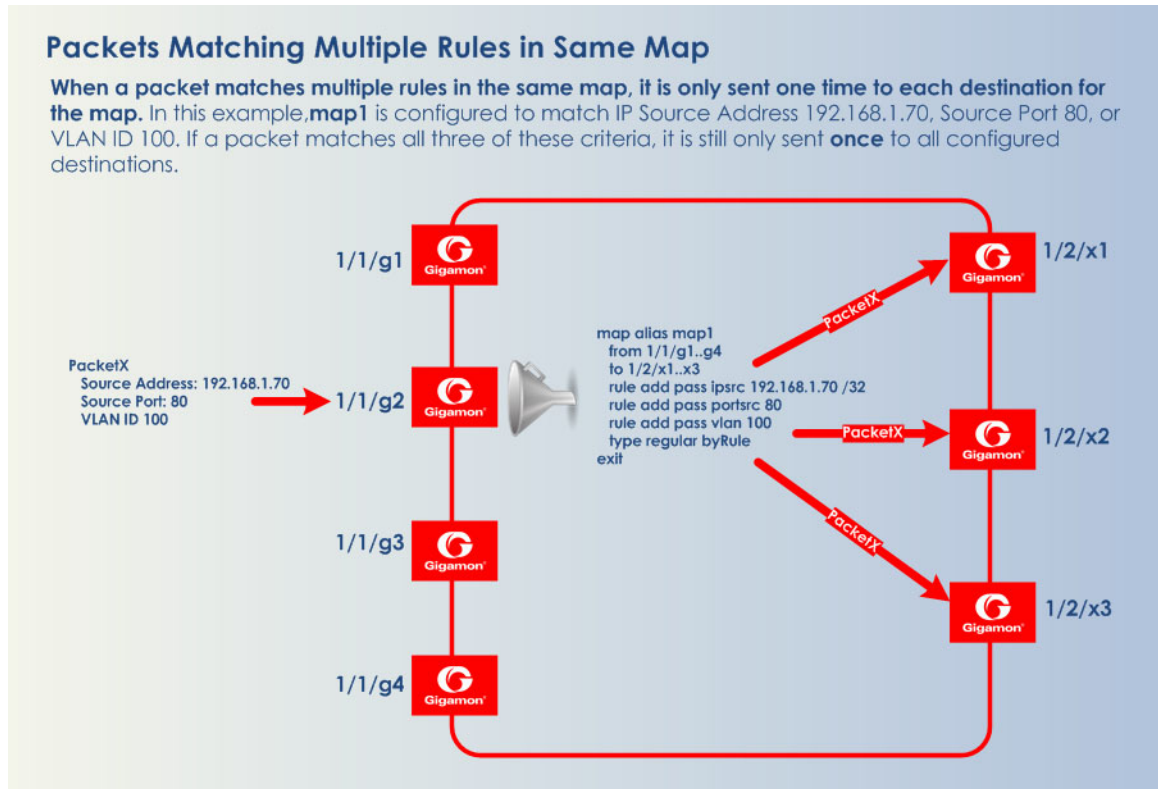 Packets Matching Multiple Rules in Same Map
When a packet matches multiple rules in the same map, it is only sent one time to each destination for
the map. In this example,map1 is configured to match IP Source Address 192.168.1.70, Source Port 80, or
VLAN ID 100. If a packet matches all three of these criteria, it is still only sent once to all configured
destinations.
1/1/g1
Gigamon®
PacketX
Source Address: 192.168.1.70
Source Port: 80
VLAN ID 100
1/1/g2
Gigamon®
1/1/g3
Gigamon®
1/1/g4
Gigamon®
map alias map1
from 1/1/g1..g4
to 1/2/x1..x3
rule add pass ipsrc 192.168.1.70 /32
rule add pass portsrc 80
rule add pass vlan 100
type regular byRule
exit
PacketX
Gigamon®
1/2/x1
PacketX
Gigamon®
1/2/x2
PacketX
Gigamon®
1/2/x3